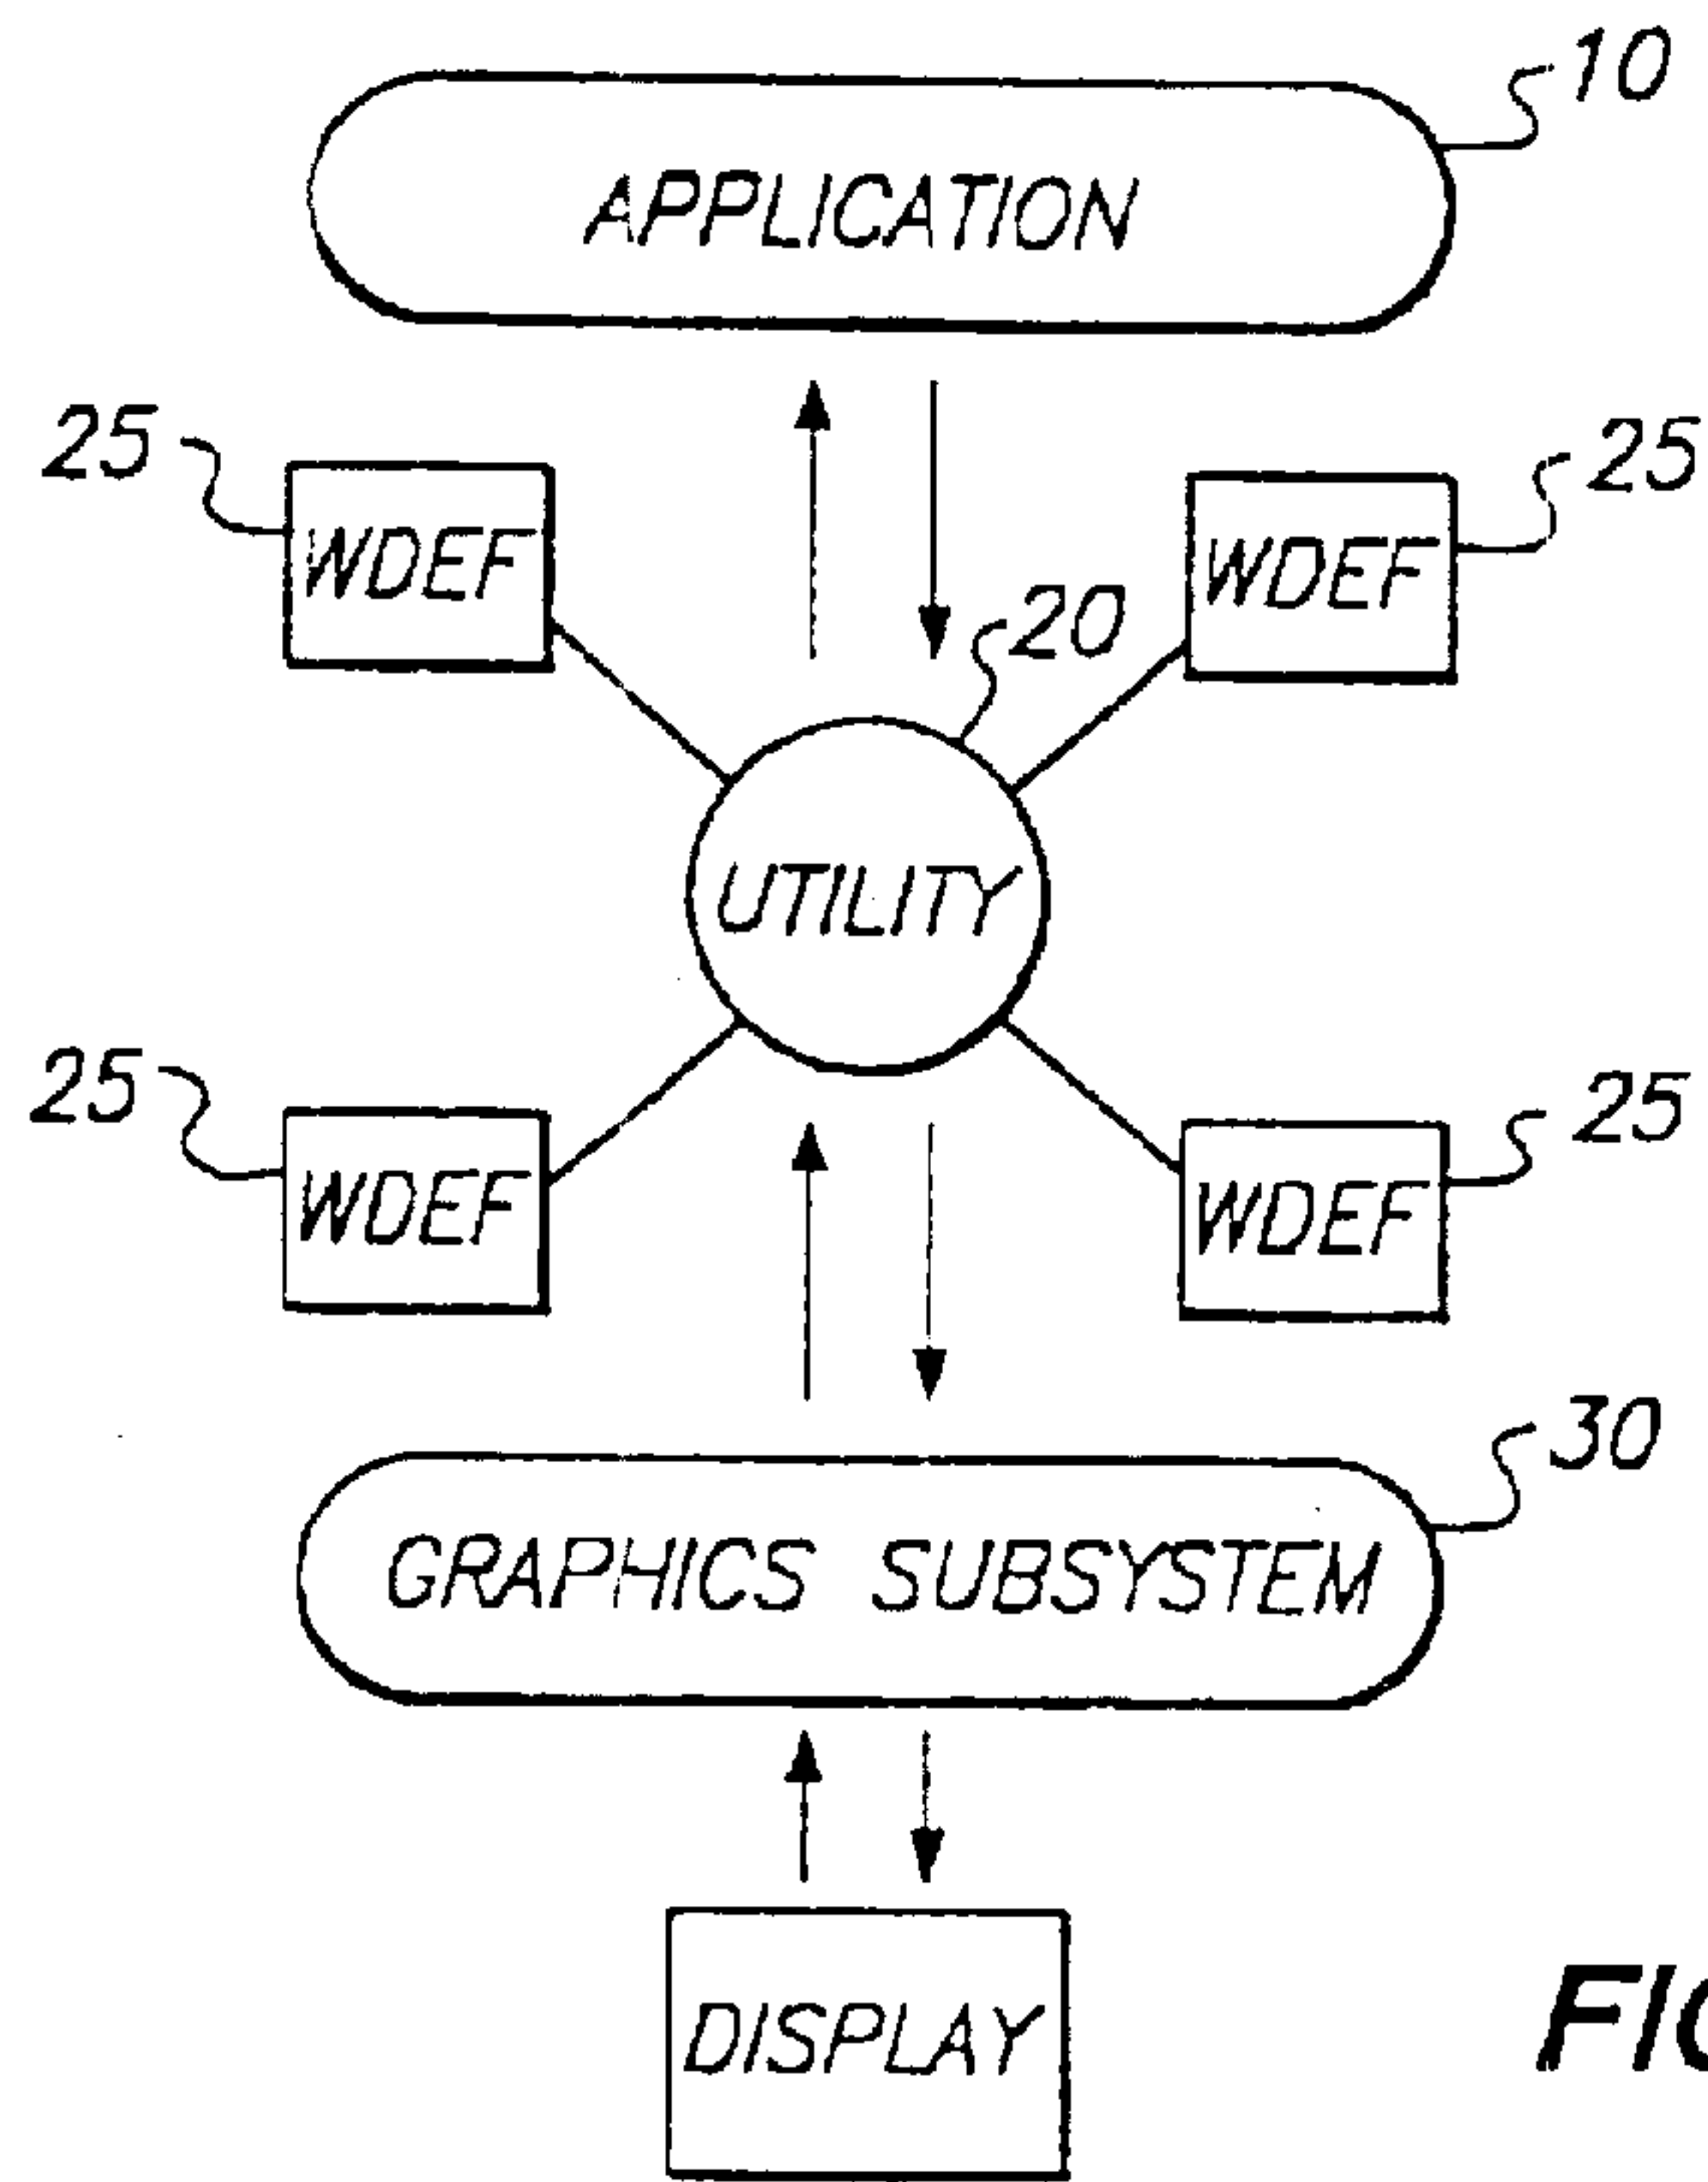 10
APPLICATION
25
25
WDEF
WDEF
20
UTILITY
25
25
WDEF
WDEF
30
GRAPHICS SUBSYSTEM
DISPLAY